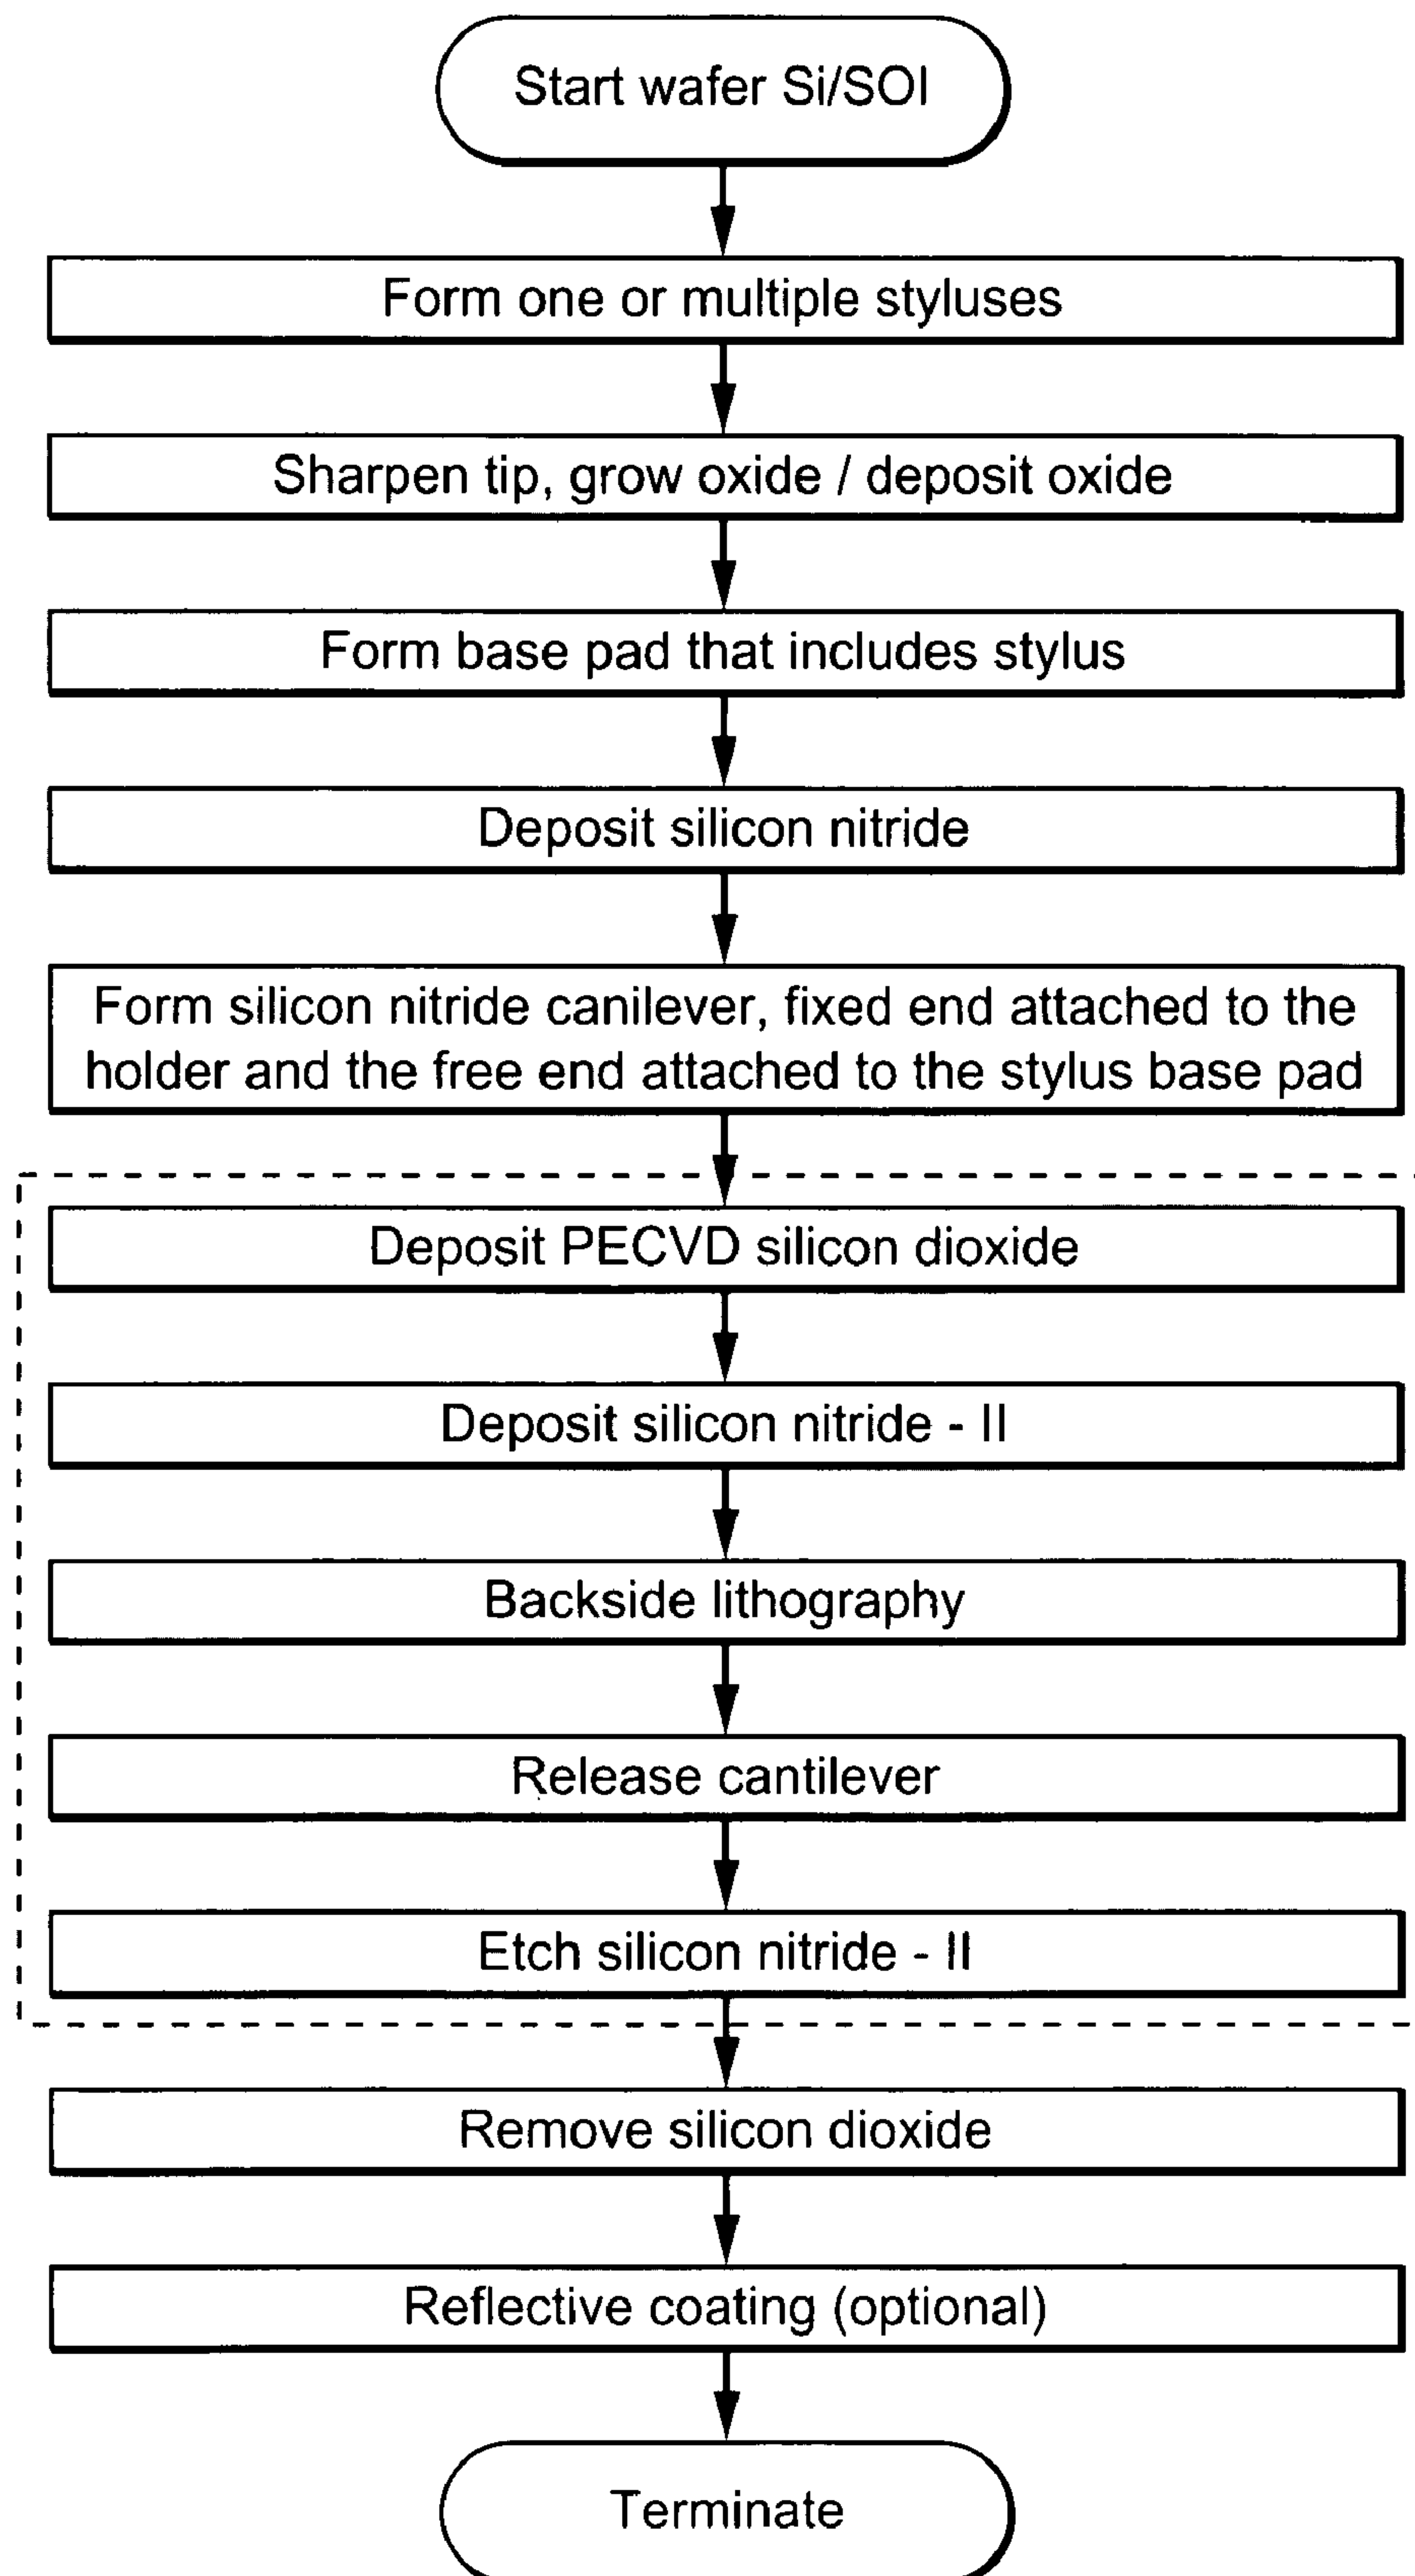 Start wafer Si/SOI
Form one or multiple styluses
Sharpen tip, grow oxide / deposit oxide
Form base pad that includes stylus
Deposit silicon nitride
Form silicon nitride canilever, fixed end attached to the
holder and the free end attached to the stylus base pad
Deposit PECVD silicon dioxide
Deposit silicon nitride - II
Backside lithography
Release cantilever
Etch silicon nitride - II
Remove silicon dioxide
Reflective coating (optional)
Terminate